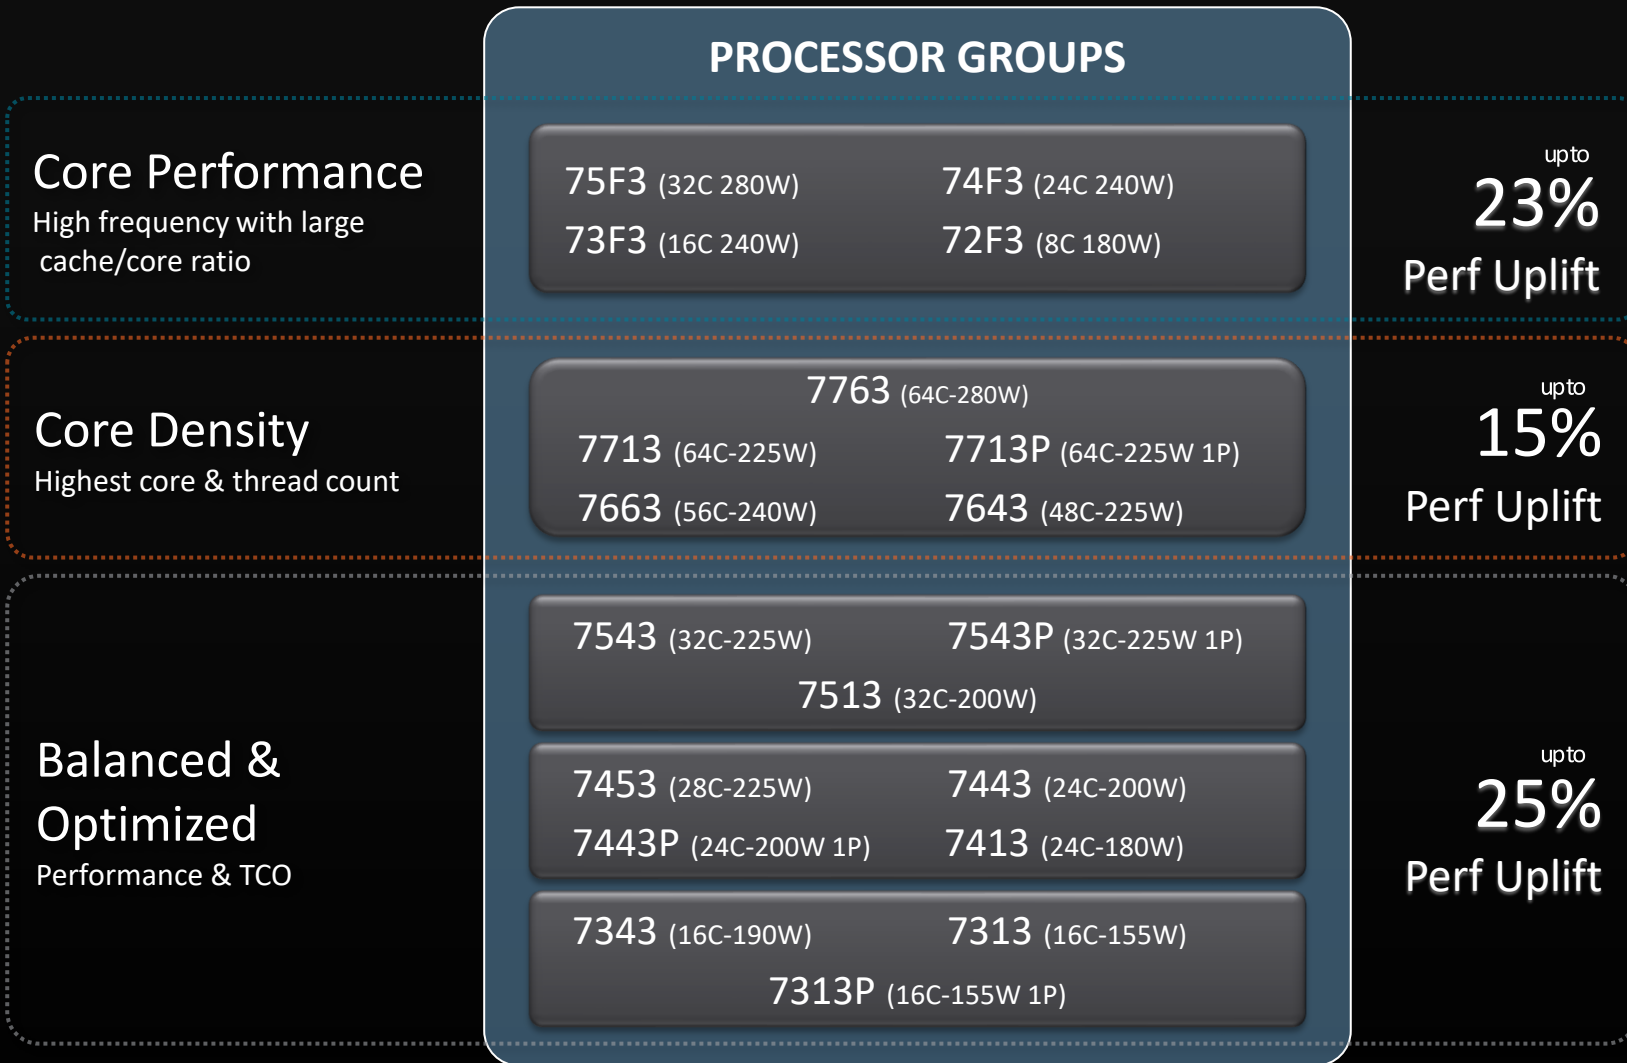 PROCESSOR GROUPS
Core Performance
High frequency with large
cache/core ratio
75F3 (32C 280W) 74F3 (24C 240W)
73F3 (16C 240W) 72F3 (8C 180W)
upto
23%
Perf Uplift
Core Density
Highest core & thread count
7763 (64C-280W)
7713 (64C-225W) 7713P (64C-225W 1P)
7663 (56C-240W) 7643 (48C-225W)
upto
15%
Perf Uplift
Balanced &
Optimized
Performance & TCO
7543 (32C-225W) 7543P (32C-225W 1P)
7513 (32C-200W)
7453 (28C-225W) 7443 (24C-200W)
7443P (24C-200W 1P) 7413 (24C-180W)
7343 (16C-190W) 7313 (16C-155W)
7313P (16C-155W 1P)
upto
25%
Perf Uplift